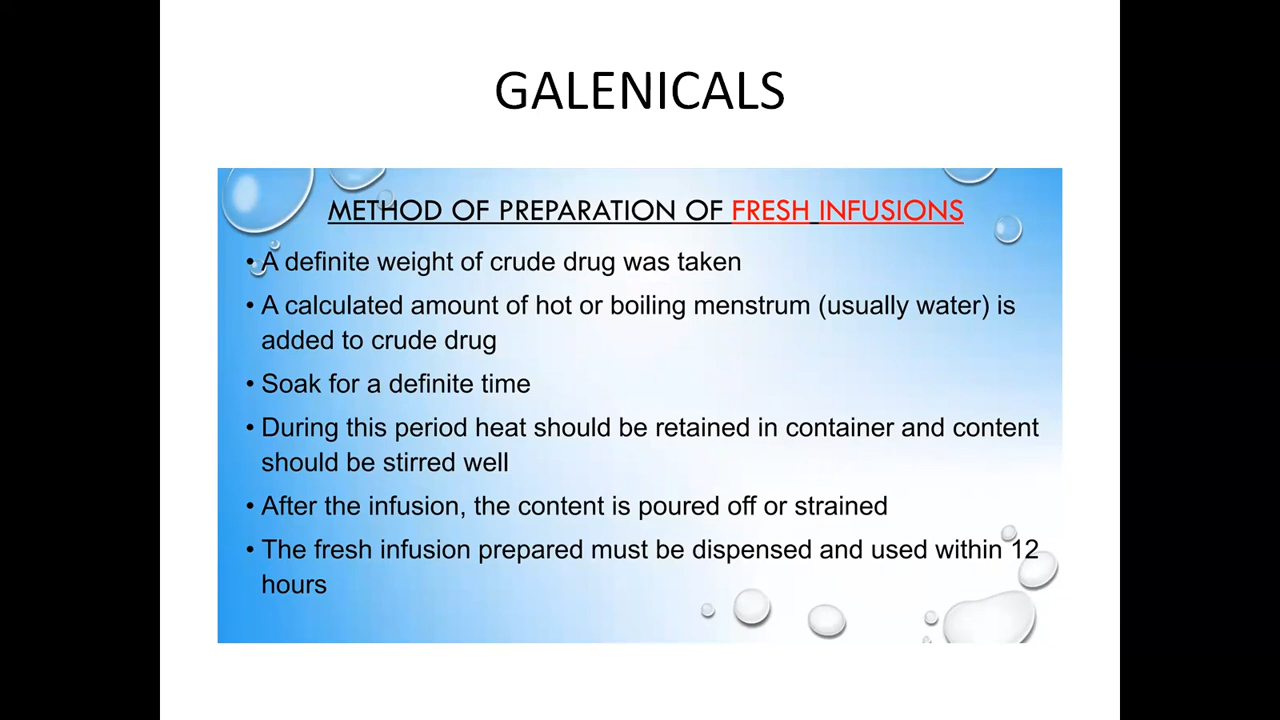 GALENICALS
METHOD OF PREPARATION OF FRESH INFUSIONS
• A definite weight of crude drug was taken
• A calculated amount of hot or boiling menstrum (usually water) is
added to crude drug
• Soak for a definite time
• During this period heat should be retained in container and content
should be stirred well
• After the infusion, the content is poured off or strained
• The fresh infusion prepared must be dispensed and used within 12
hours